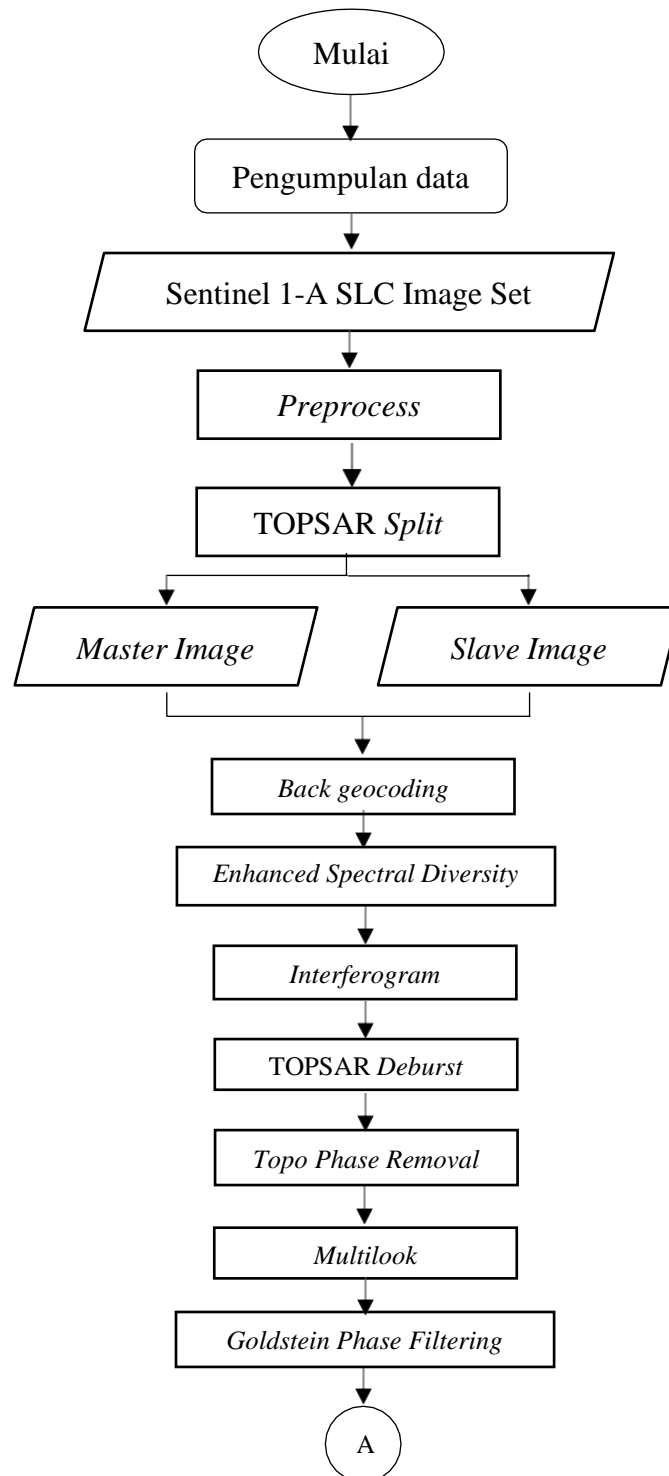 Mulai
Pengumpulan data
Sentinel 1-A SLC Image Set
Preprocess
TOPSAR Split
Master Image
Slave Image
Back geocoding
Enhanced Spectral Diversity
Interferogram
TOPSAR Deburst
Topo Phase Removal
Multilook
Goldstein Phase Filtering
A